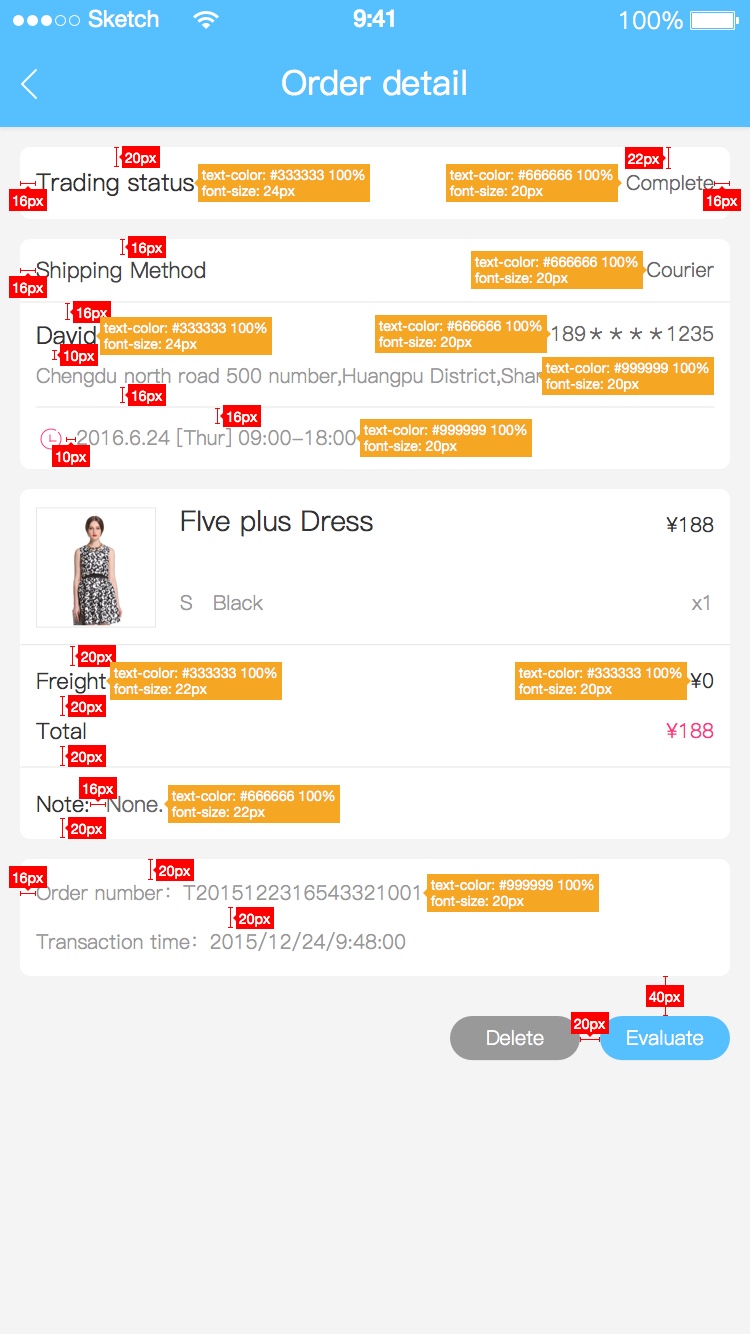 Sketch 9:41 100%
Order detail
20px 22px
Trading status text-color: #333333 100% font-size: 24px text-color: #666666 100% font-size: 20px Complete
16px 16px
16px
Shipping Method text-color: #666666 100% font-size: 20px Courier
16px
16px
David text-color: #333333 100% font-size: 24px text-color: #666666 100% font-size: 20px 189****1235
10px
Chengdu north road 500 number,Huangpu District, text-color: #999999 100% font-size: 20px
16px
16px
2016.6.24 [Thur] 09:00-18:00 text-color: #999999 100% font-size: 20px
10px
FIve plus Dress ¥188
S Black x1
20px
Freight text-color: #333333 100% font-size: 22px text-color: #333333 100% font-size: 20px ¥0
20px
Total ¥188
20px
16px
Note: None. text-color: #666666 100% font-size: 22px
20px
20px
16px
Order number: T2015122316543321001 text-color: #999999 100% font-size: 20px
20px
Transaction time: 2015/12/24/9:48:00
40px
20px
Delete Evaluate